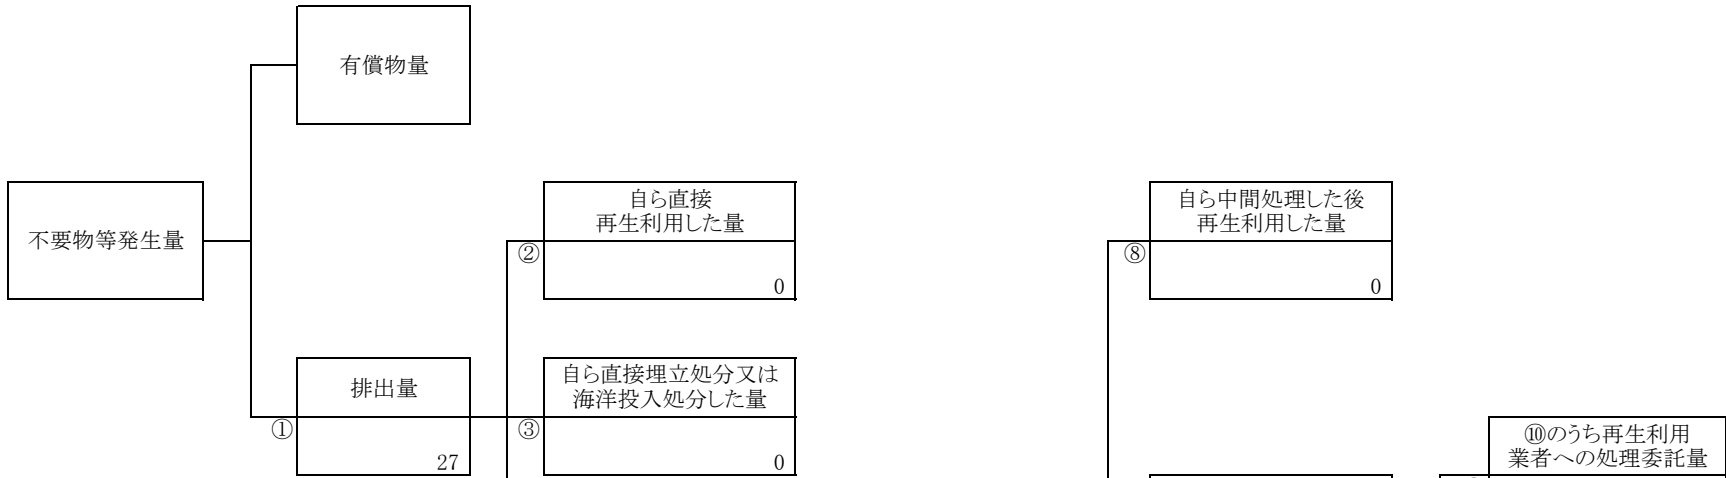 有償物量
不要物等発生量
自ら直接
再生利用した量
②
0
自ら中間処理した後
再生利用した量
⑧
0
排出量
①
27
自ら直接埋立処分又は
海洋投入処分した量
③
0
⑩のうち再生利用
業者への処理委託量